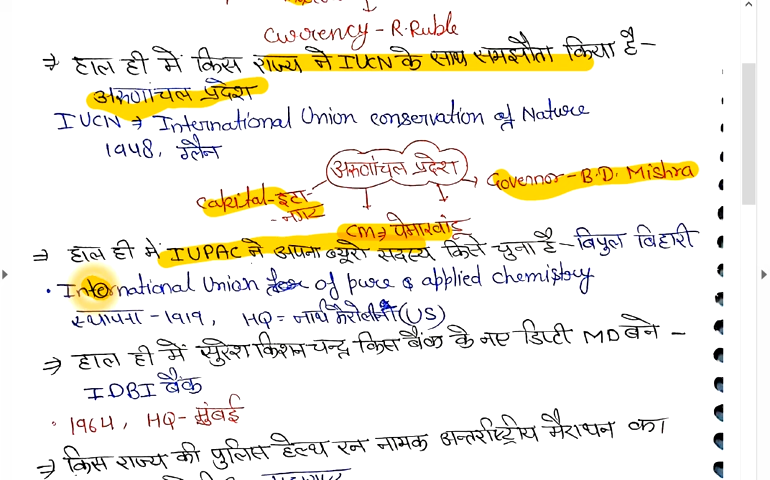 Currency - R. Ruble
⇒ हाल ही में किस राज्य ने IUCN के साथ समझौता किया है -
अरुणांचल प्रदेश
IUCN → International Union conservation of Nature
1948, ग्लैन
अरुणांचल प्रदेश
Capital - इटा
- नगर
Governor - B.D. Mishra
CM → पेमाखांडू
⇒ हाल ही में IUPAC ने अपना ब्यूरो सदस्य किसे चुना है - विपुल विहारी
• International Union of pure & applied chemistry
स्थापना - 1919, HQ = नार्थ कैरोलीना (US)
⇒ हाल ही में सुरेश किशन चन्द्र किस बैंक के नए डिप्टी MD बने -
IDBI बैंक
• 1964, HQ - मुंबई
⇒ किस राज्य की पुलिस हेल्थ रन नामक अन्तर्राष्ट्रीय मैराथन का